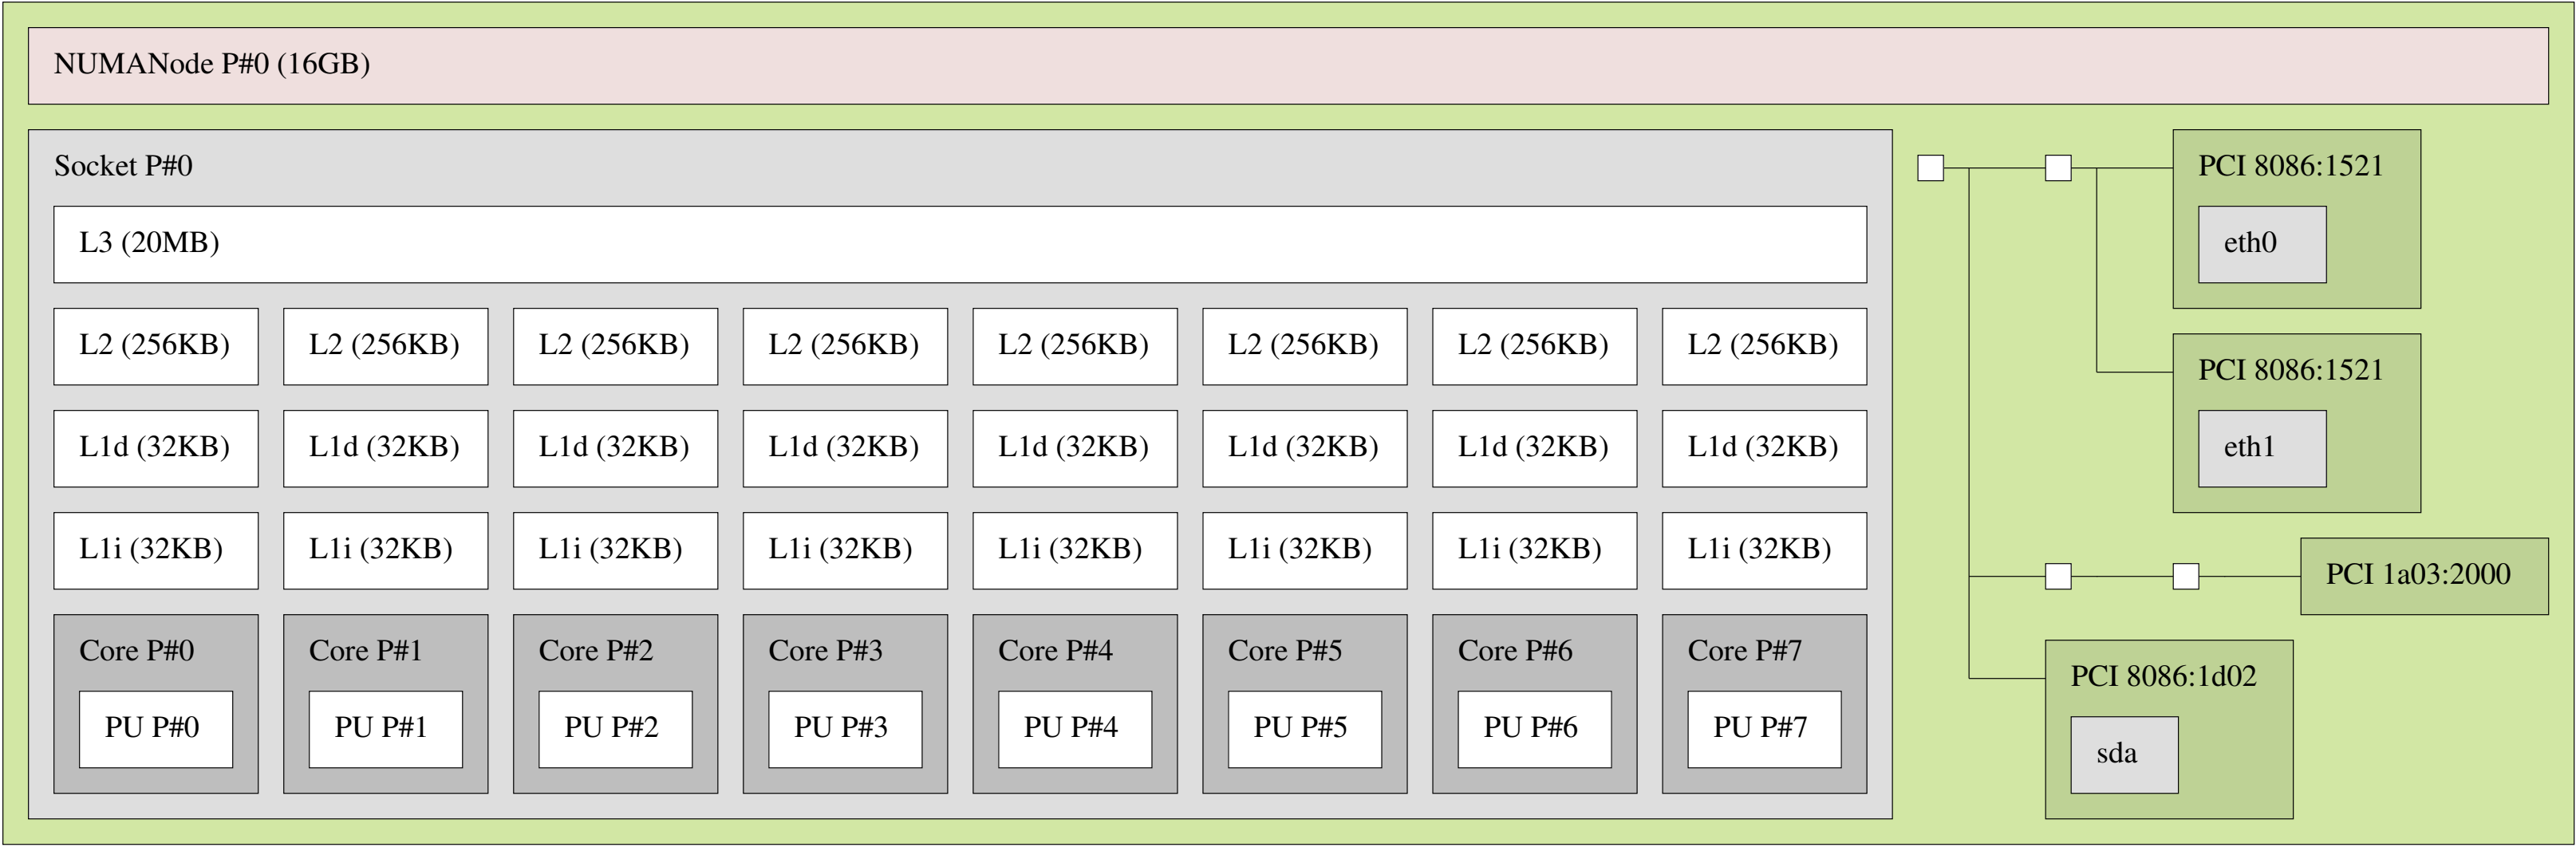 NUMANode P#0 (16GB)
Socket P#0
L3 (20MB)
L2 (256KB) L2 (256KB) L2 (256KB) L2 (256KB) L2 (256KB) L2 (256KB) L2 (256KB) L2 (256KB)
L1d (32KB) L1d (32KB) L1d (32KB) L1d (32KB) L1d (32KB) L1d (32KB) L1d (32KB) L1d (32KB)
L1i (32KB) L1i (32KB) L1i (32KB) L1i (32KB) L1i (32KB) L1i (32KB) L1i (32KB) L1i (32KB)
Core P#0 Core P#1 Core P#2 Core P#3 Core P#4 Core P#5 Core P#6 Core P#7
PU P#0 PU P#1 PU P#2 PU P#3 PU P#4 PU P#5 PU P#6 PU P#7
PCI 8086:1521
eth0
PCI 8086:1521
eth1
PCI 1a03:2000
PCI 8086:1d02
sda